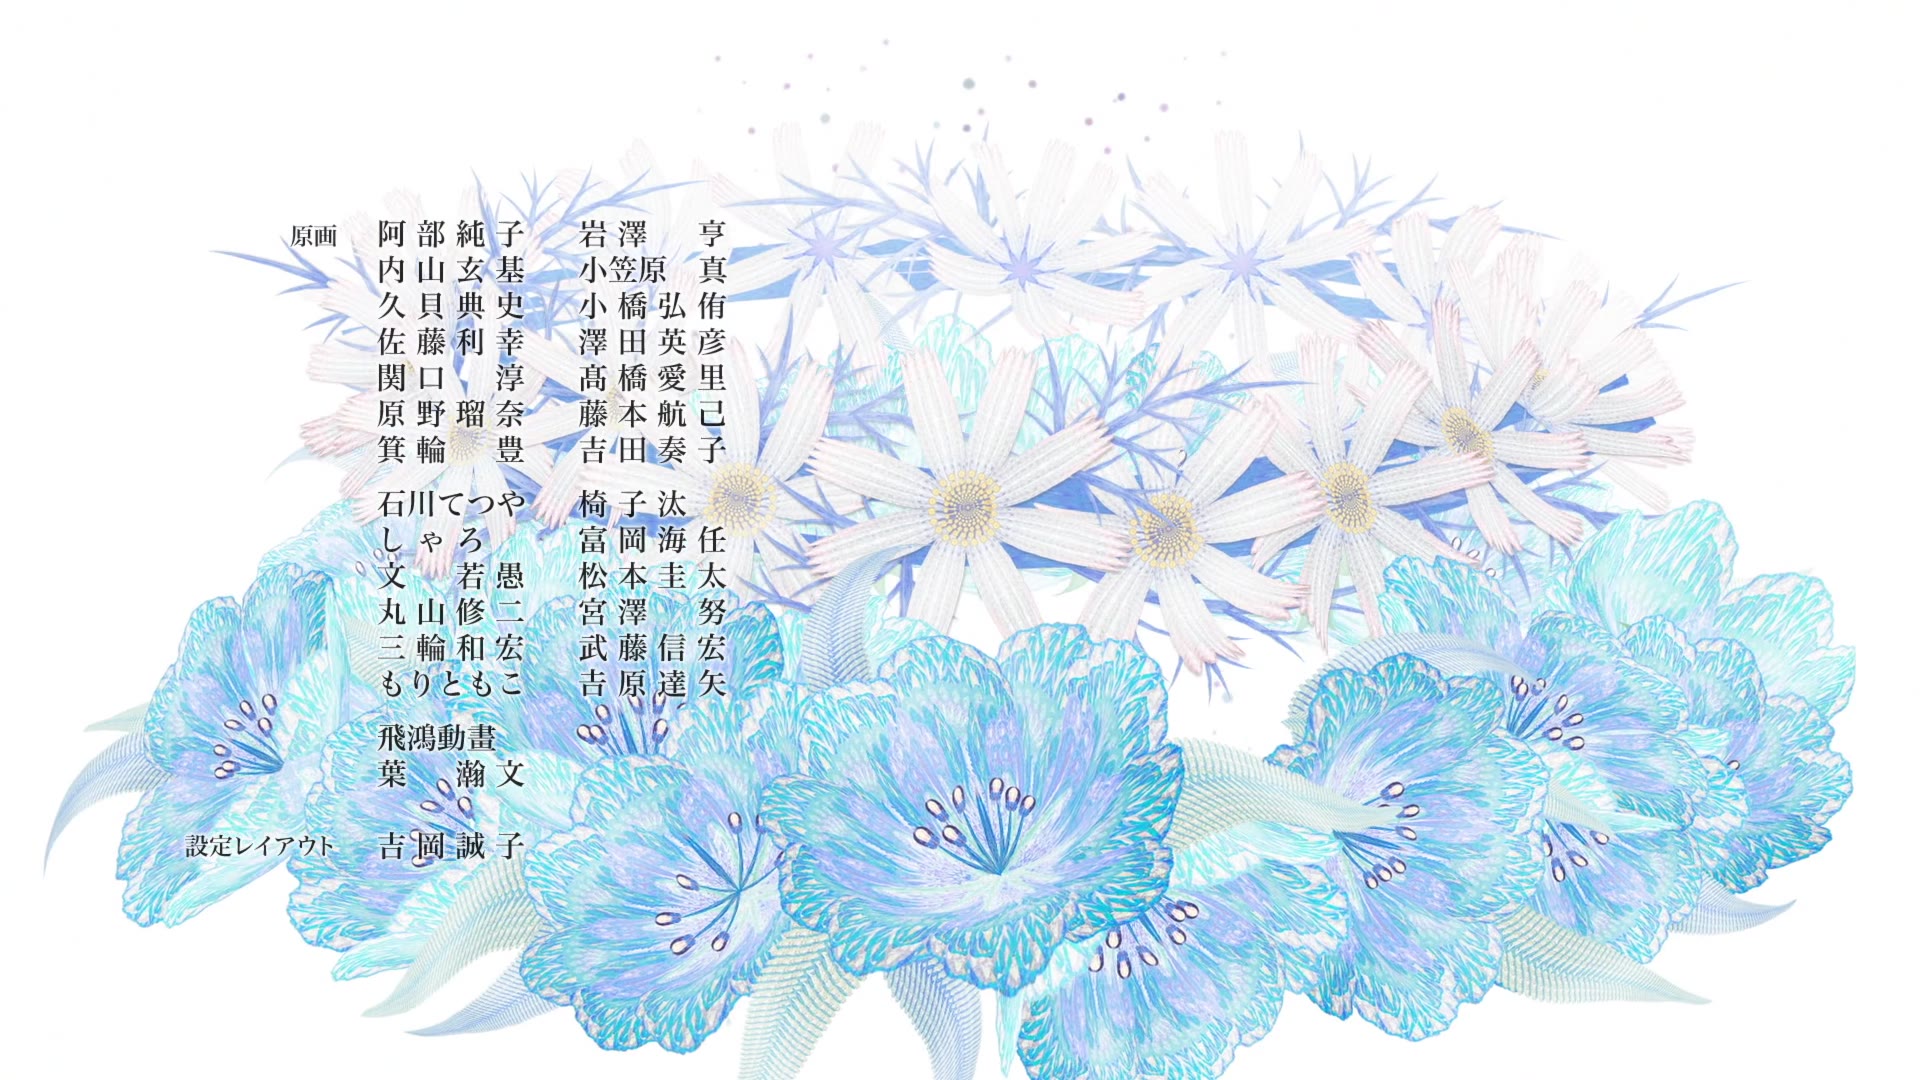 原画 阿部純子 岩澤 亨
内山玄基 小笠原 真
久貝典史 小橋弘侑
佐藤利幸 澤田英彦
関口 淳 髙橋愛里
原野瑠奈 藤本航己
箕輪 豊 吉田奏子
石川てつや 椅子汰
しゃろ 富岡海任
文 若愚 松本圭太
丸山修二 宮澤 努
三輪和宏 武藤信宏
もりともこ 𠮷原達矢
飛鴻動畫
葉 瀚文
設定レイアウト 吉岡誠子